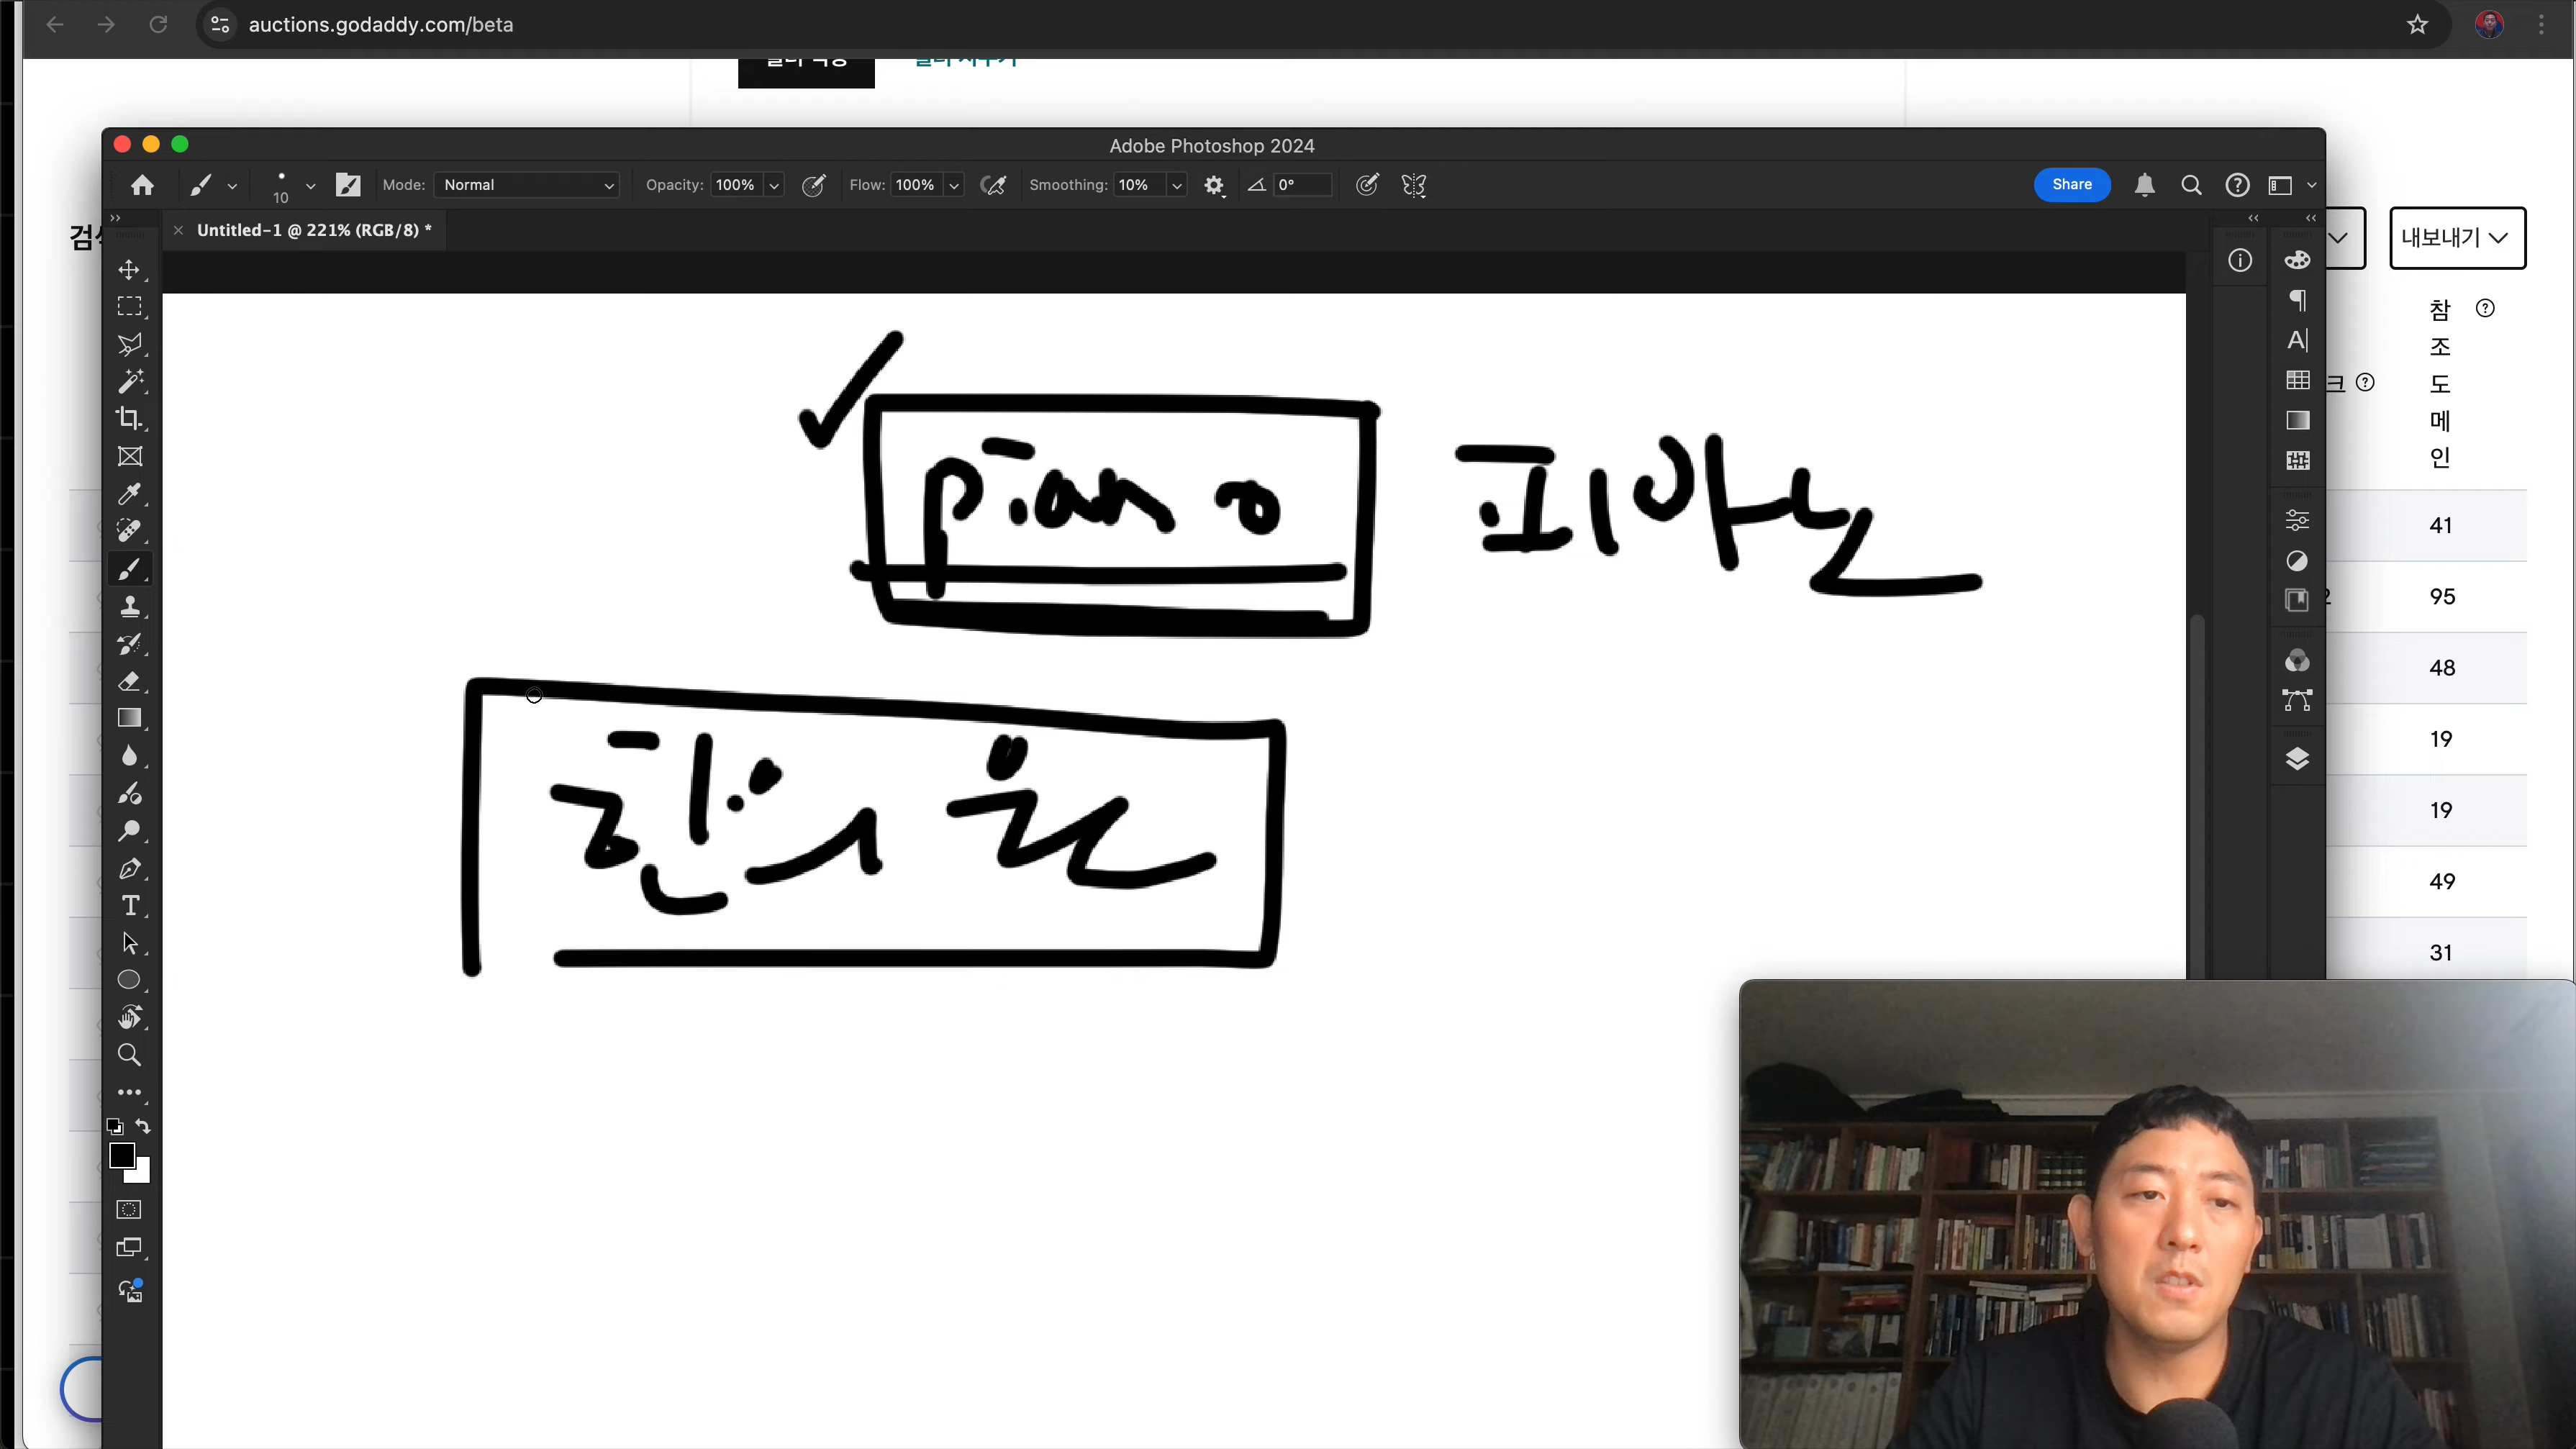 auctions.godaddy.com/beta
Adobe Photoshop 2024
10
Mode: Normal
Opacity: 100%
Flow: 100%
Smoothing: 10%
0°
Share
× Untitled-1 @ 221% (RGB/8) *
내보내기
참
조
도
메
인
크
pian o 피아노
41
95
48
19
19
49
31